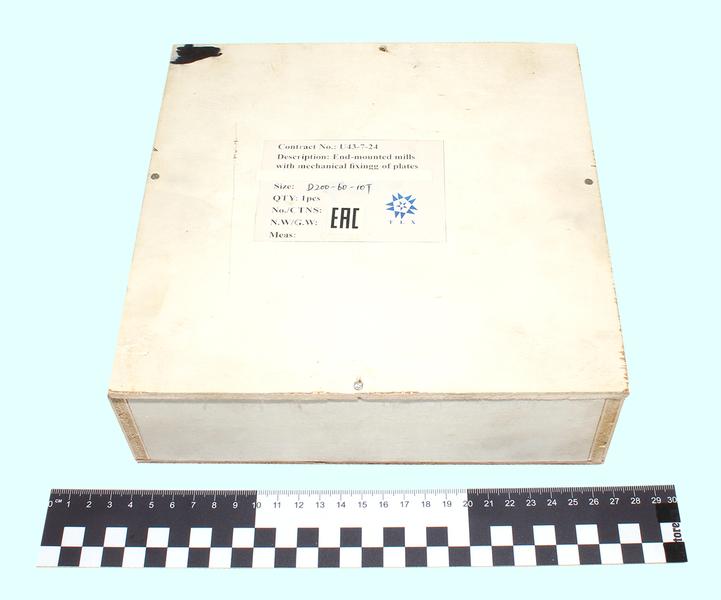 Contract No.: U43-7-24
Description: End-mounted mills
with mechanical fixingg of plates
Size: D200-60-10T
QTY: 1pcs
No./CTNS:
N.W/G.W:
Meas:
EAC
FLX
0 CM 1 2 3 4 5 6 7 8 9 10 11 12 13 14 15 16 17 18 19 20 21 22 23 24 25 26 27 28 29 30
tore